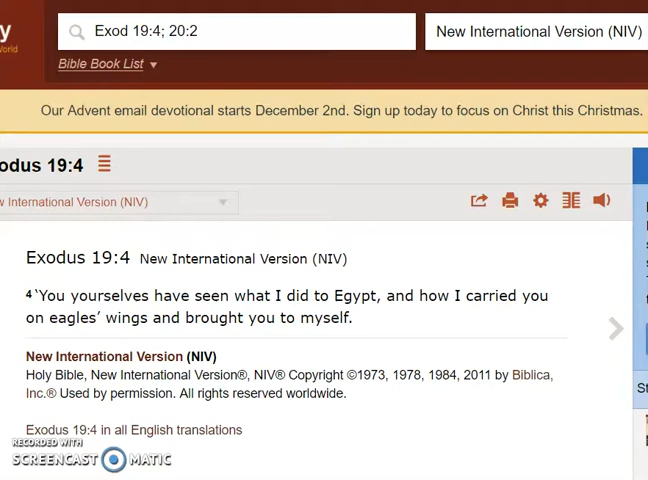 y
World
Exod 19:4; 20:2
New International Version (NIV)
Bible Book List
Our Advent email devotional starts December 2nd. Sign up today to focus on Christ this Christmas.
odus 19:4
w International Version (NIV)
Exodus 19:4 New International Version (NIV)
4 ‘You yourselves have seen what I did to Egypt, and how I carried you
on eagles’ wings and brought you to myself.
New International Version (NIV)
Holy Bible, New International Version®, NIV® Copyright ©1973, 1978, 1984, 2011 by Biblica,
Inc.® Used by permission. All rights reserved worldwide.
St
Exodus 19:4 in all English translations
RECORDED WITH
SCREENCAST MATIC